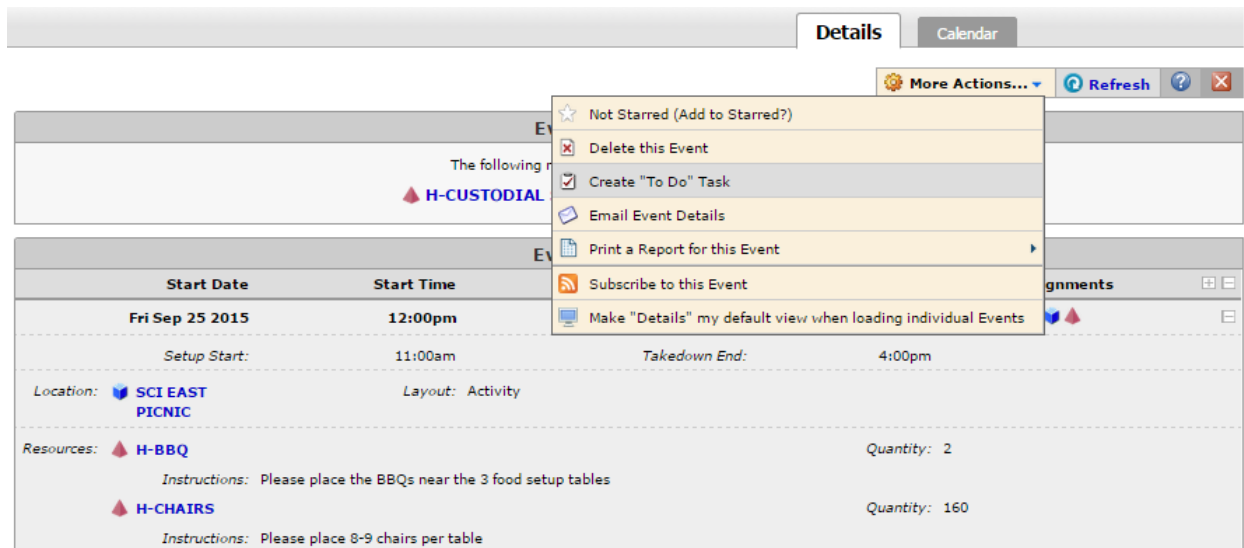 Details Calendar
More Actions... Refresh
Not Starred (Add to Starred?)
Delete this Event
The following
Create "To Do" Task
H-CUSTODIAL
Email Event Details
Print a Report for this Event
Start Date Start Time
Subscribe to this Event
Fri Sep 25 2015 12:00pm
Make "Details" my default view when loading individual Events
Setup Start: 11:00am Takedown End: 4:00pm
Location: SCI EAST Layout: Activity
PICNIC
Resources: H-BBQ Quantity: 2
Instructions: Please place the BBQs near the 3 food setup tables
H-CHAIRS Quantity: 160
Instructions: Please place 8-9 chairs per table